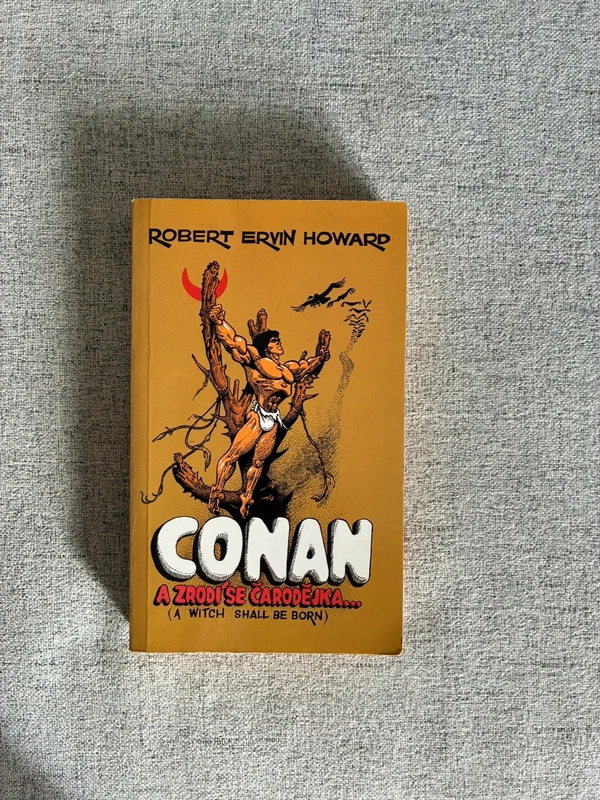 ROBERT ERVIN HOWARD
CONAN
A ZRODÍ SE ČARODĚJKA...
(A WITCH SHALL BE BORN)